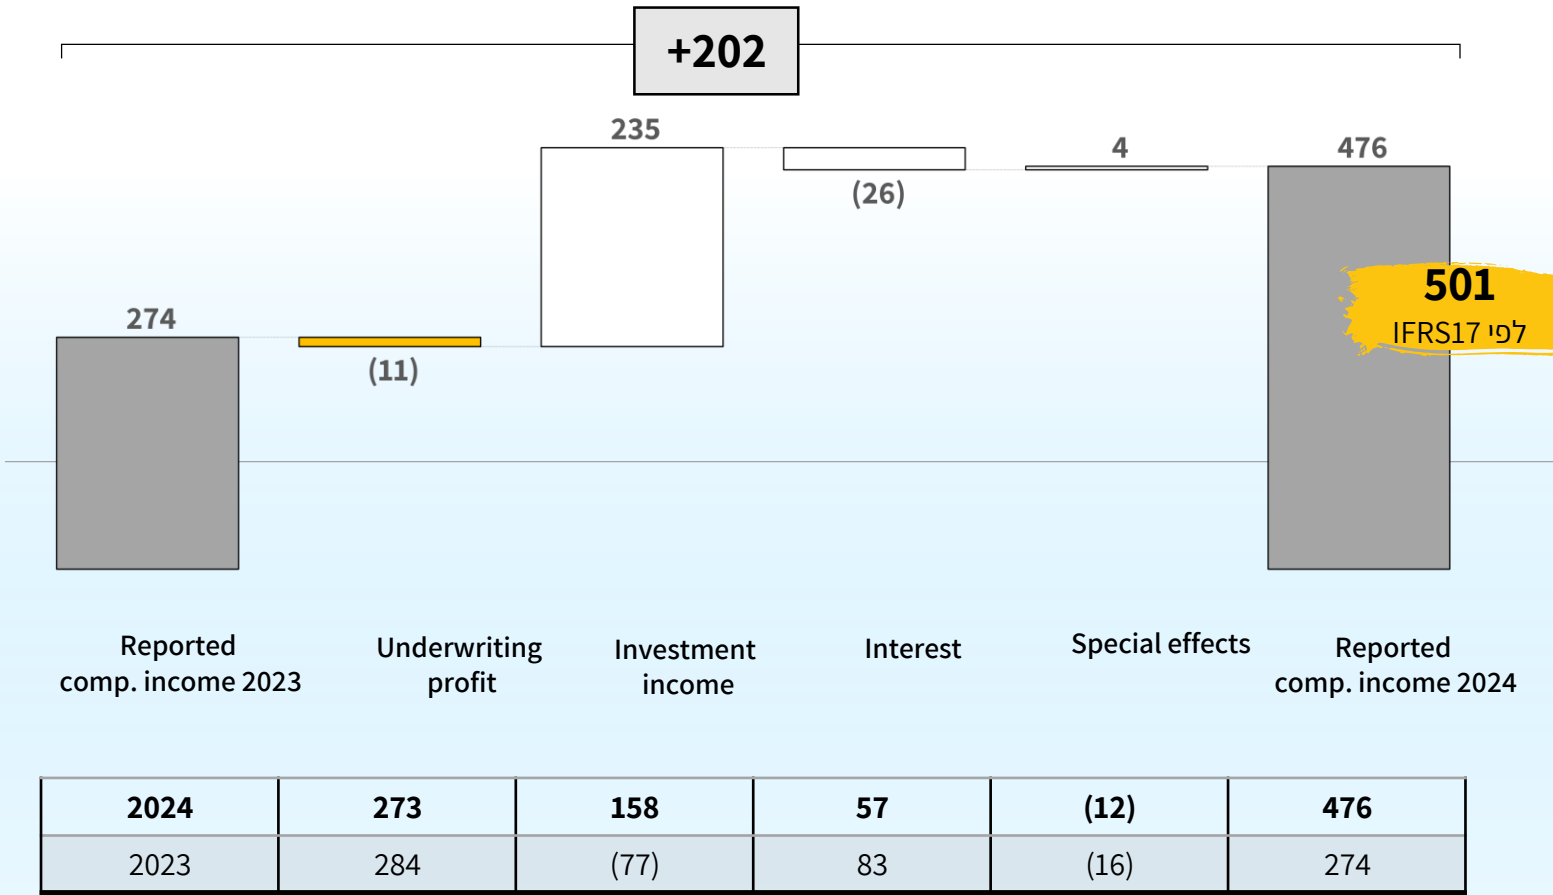 +202
235
4
476
(26)
501
לפי IFRS17
274
(11)
Reported
comp. income 2023
Underwriting
profit
Investment
income
Interest
Special effects
Reported
comp. income 2024
2024 273 158 57 (12) 476
2023 284 (77) 83 (16) 274